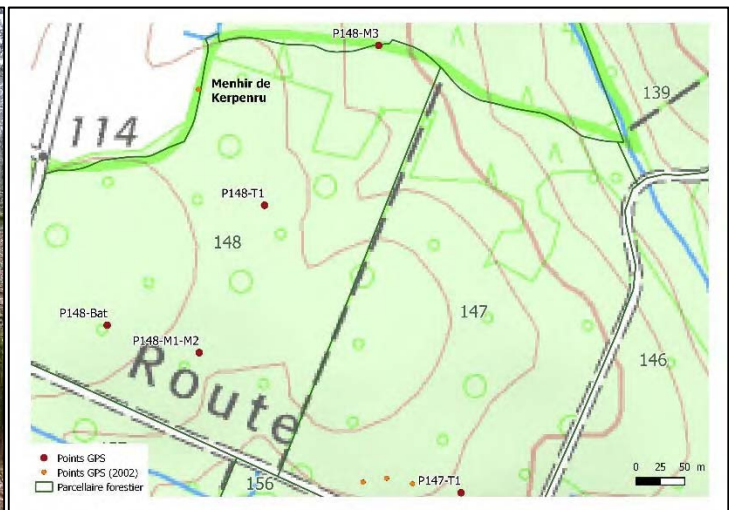 P148-M3
Menhir de
Kerpenru
139
114
P148-T1
148
147
P148-Bat
P148-M1-M2
146
Route
Points GPS
Points GPS (2002)
Parcellaire forestier
156
P147-T1
0 25 50 m